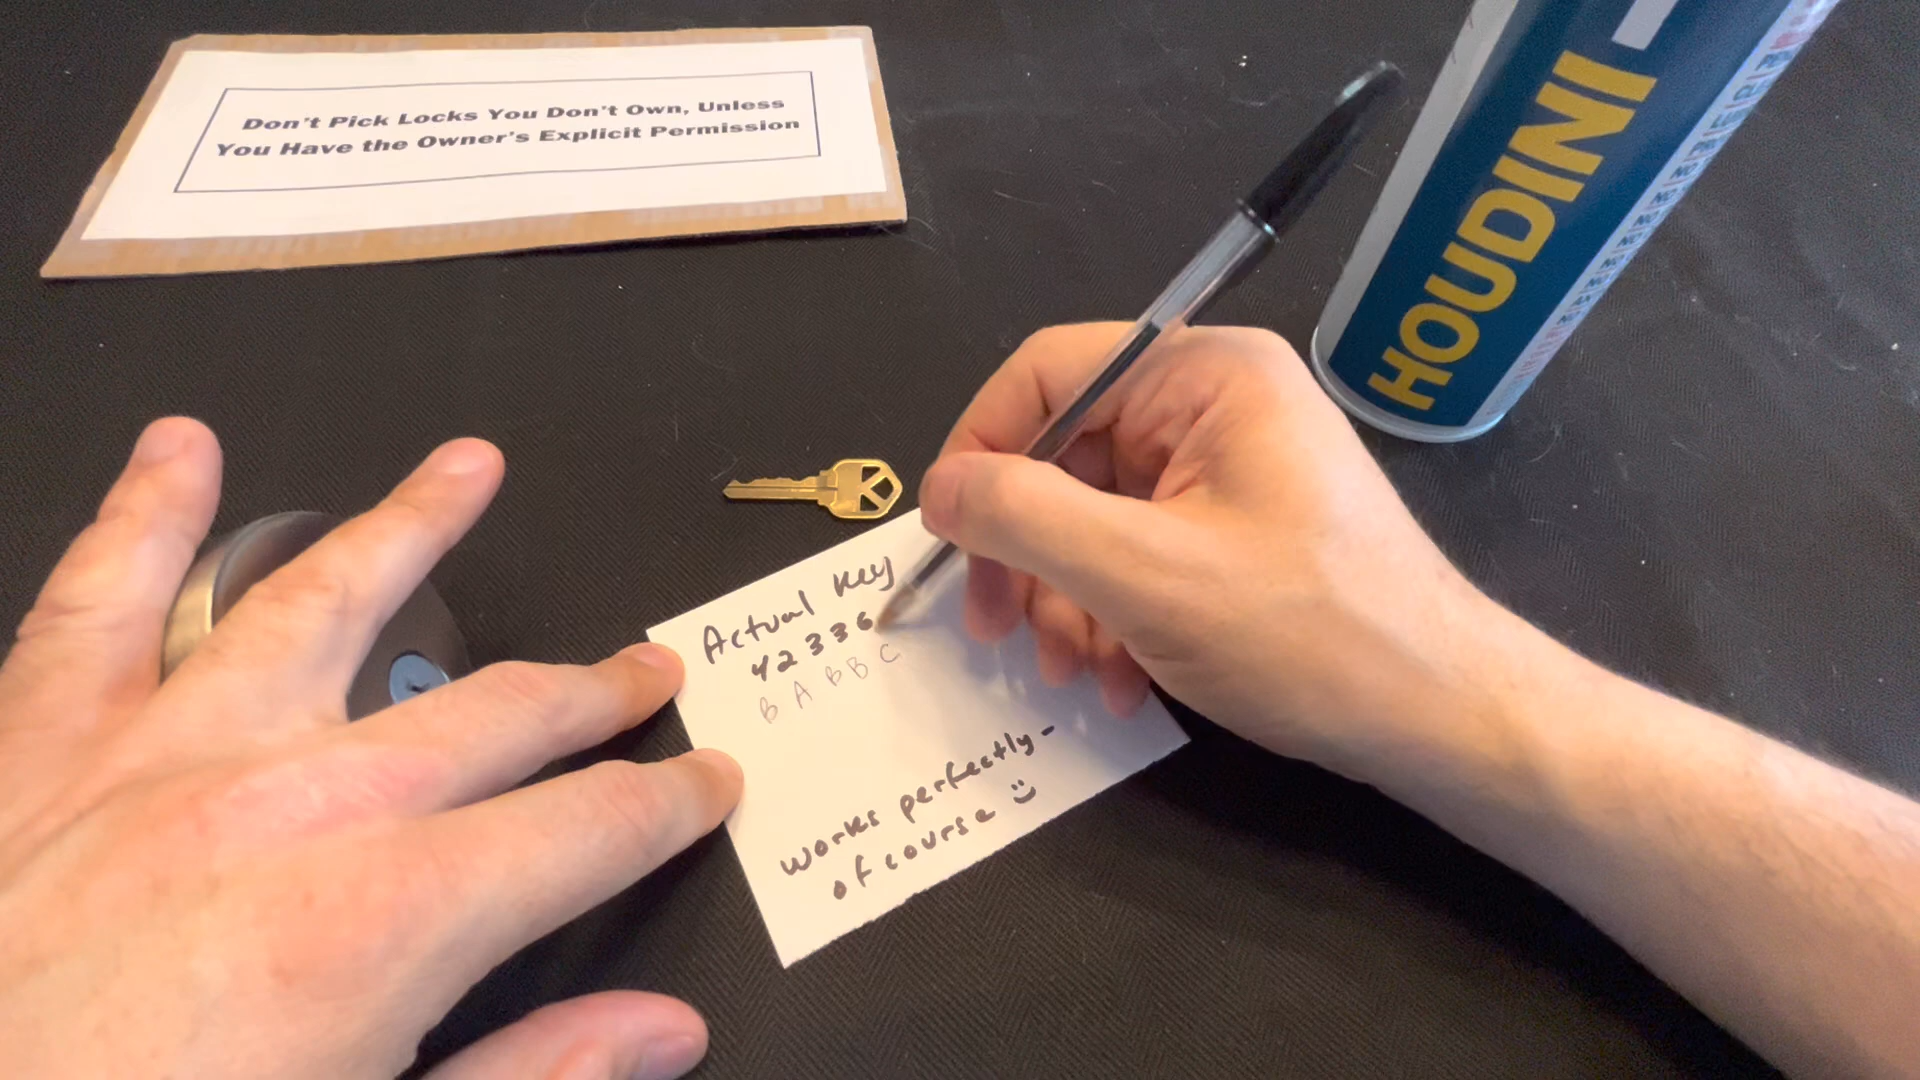 Don't Pick Locks You Don't Own, Unless
You Have the Owner's Explicit Permission
HOUDINI
Actual Key
42336
B A B B C
works perfectly-
of course